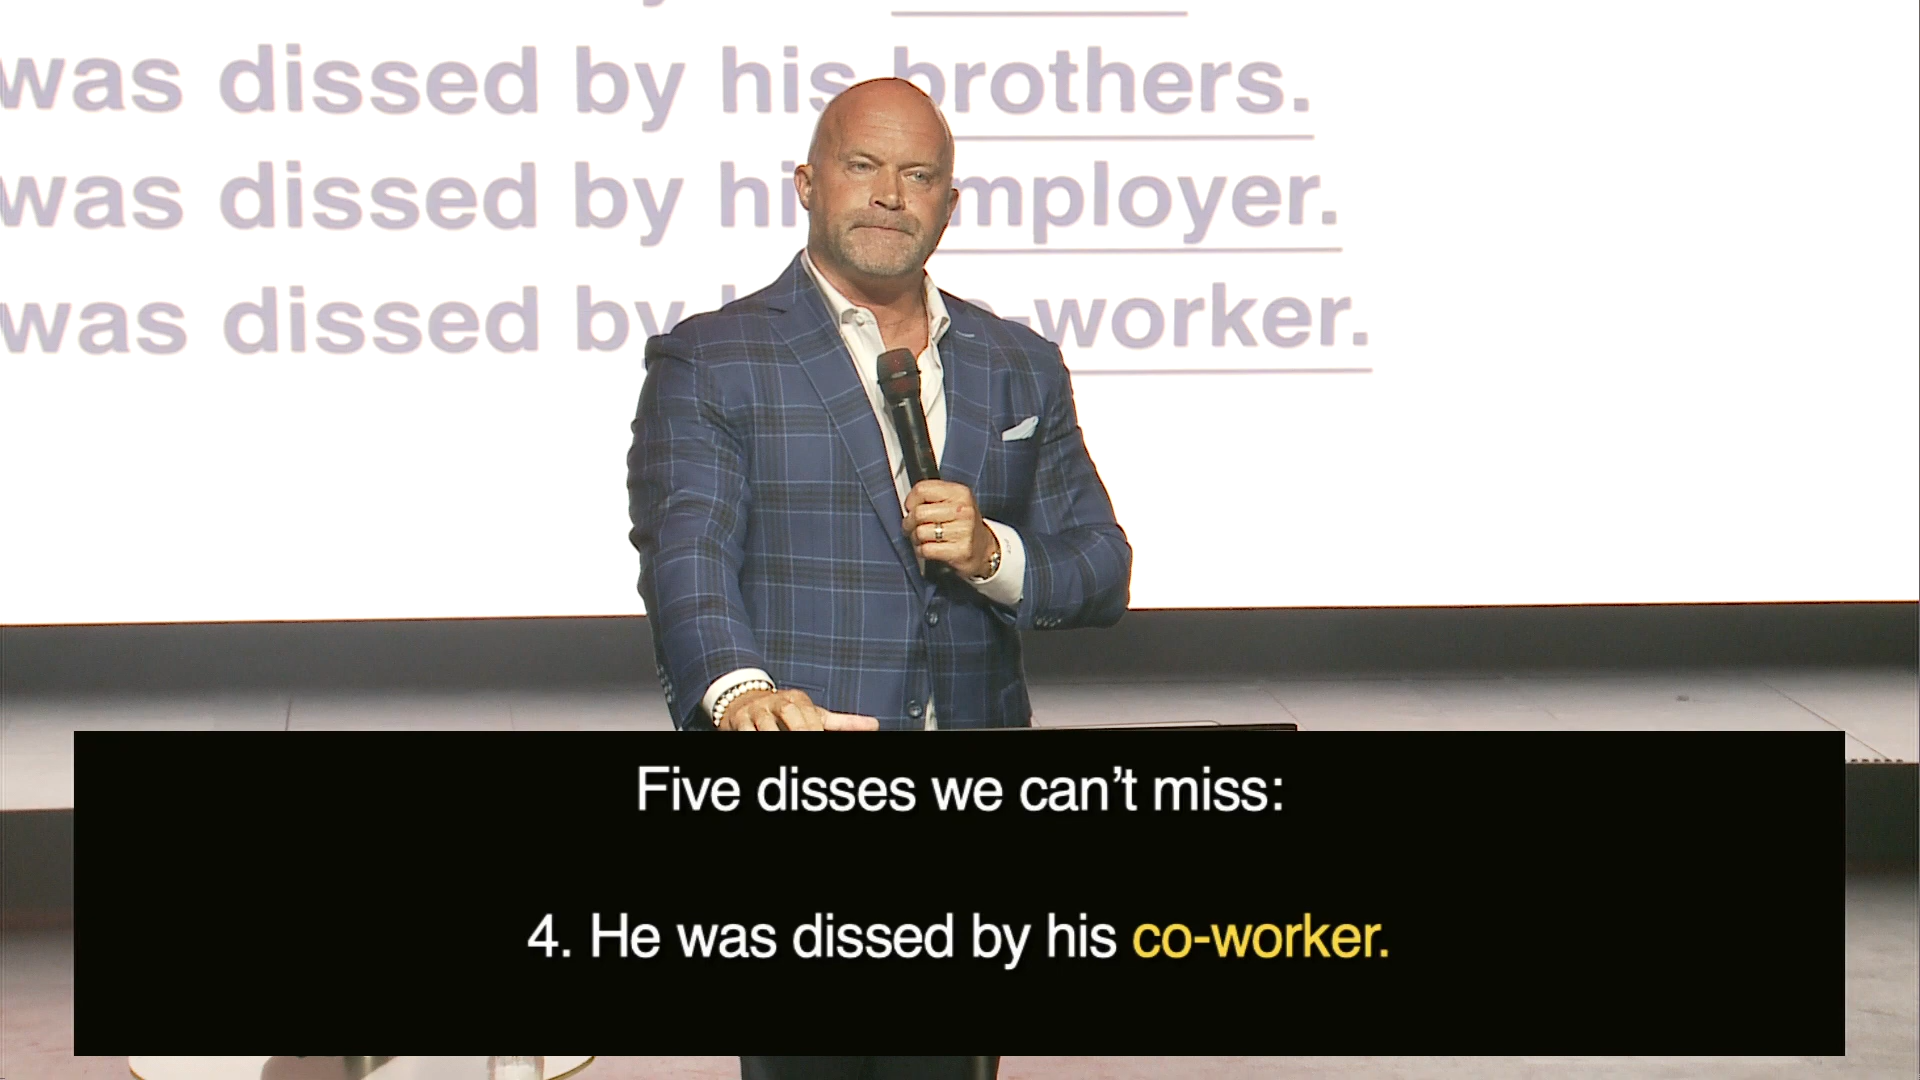 was dissed by his brothers.
was dissed by hi mployer.
was dissed by -worker.
Five disses we can’t miss:
4. He was dissed by his co-worker.